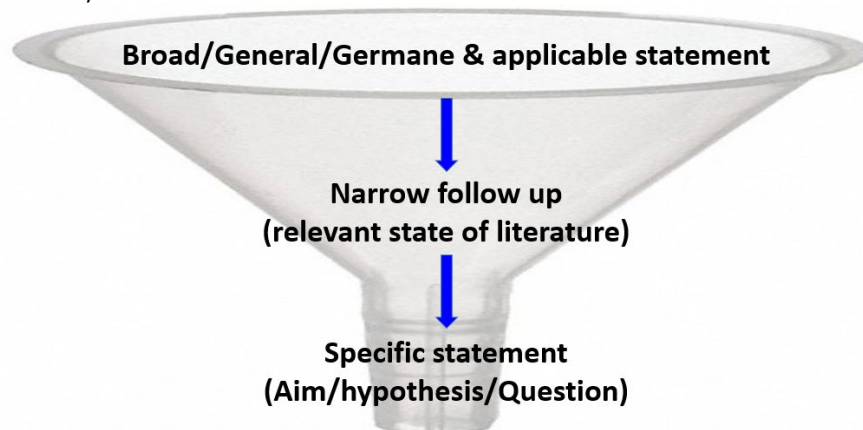 Broad/General/Germane & applicable statement
Narrow follow up
(relevant state of literature)
Specific statement
(Aim/hypothesis/Question)